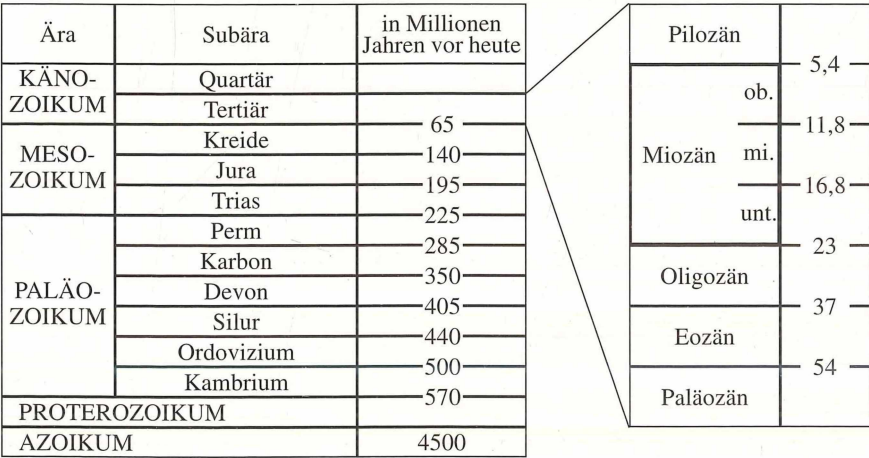 Ära Subära in Millionen
Jahren vor heute
KÄNO-
ZOIKUM
Quartär
Tertiär
65
MESO-
ZOIKUM
Kreide
140
Jura
195
Trias
225
PALÄO-
ZOIKUM
Perm
285
Karbon
350
Devon
405
Silur
440
Ordovizium
500
Kambrium
570
PROTEROZOIKUM
AZOIKUM 4500
Pilozän
5,4
Miozän
ob.
11,8
mi.
16,8
unt.
23
Oligozän
37
Eozän
54
Paläozän